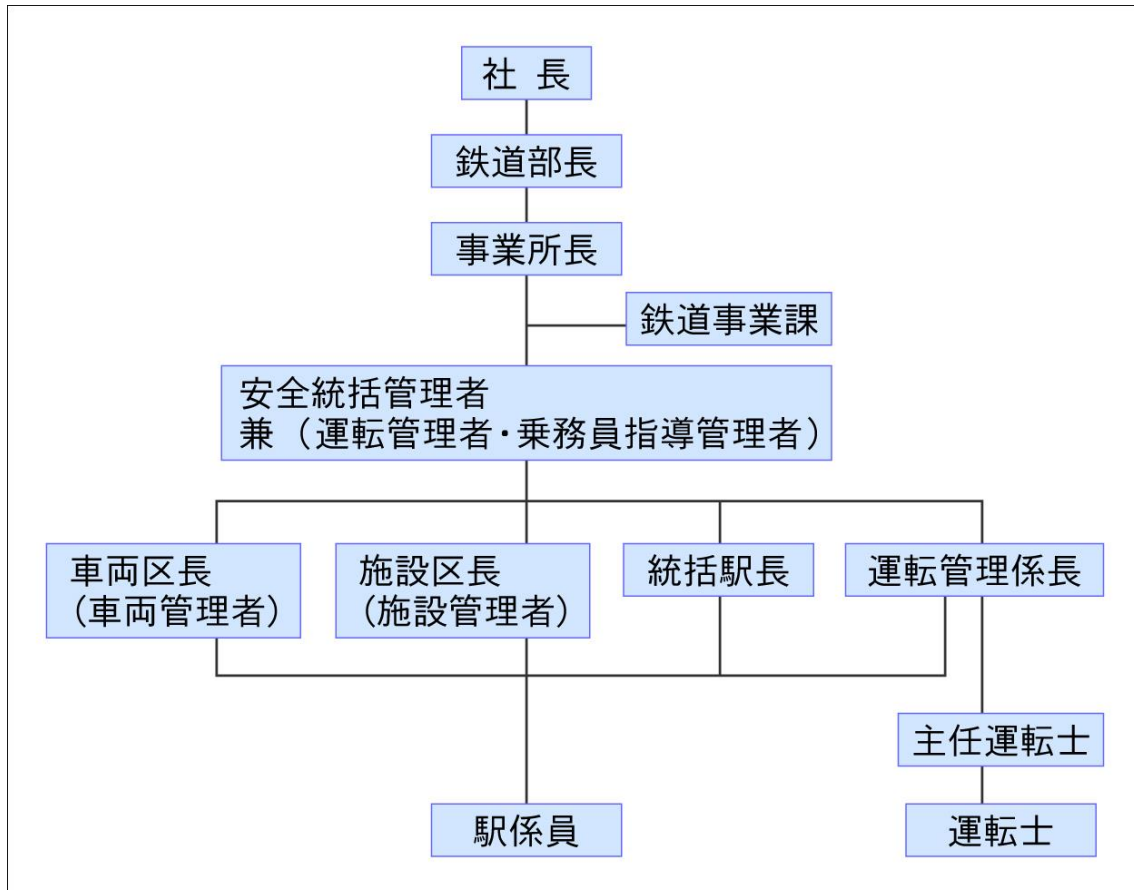 社 長
鉄道部長
事業所長
鉄道事業課
安全統括管理者
兼（運転管理者・乗務員指導管理者）
車両区長
（車両管理者）
施設区長
（施設管理者）
統括駅長
運転管理係長
主任運転士
駅係員
運転士